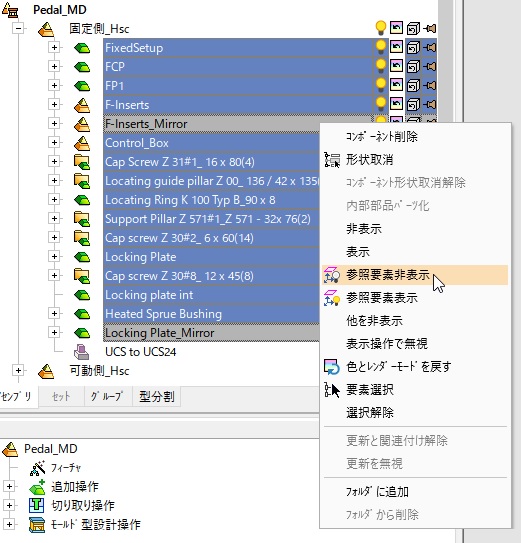 Pedal_MD
固定側_Hsc
FixedSetup
FCP
FP1
F-Inserts
F-Inserts_Mirror
Control_Box
Cap Screw Z 31#1_ 16 x 80(4)
Locating guide pillar Z 00_ 136 / 42 x 135(
Locating Ring K 100 Typ B_90 x 8
Support Pillar Z 571#1_Z 571 - 32x 76(2)
Cap screw Z 30#2_ 6 x 60(14)
Locking Plate
Cap screw Z 30#8_ 12 x 45(8)
Locking plate int
Heated Sprue Bushing
Locking Plate_Mirror
UCS to UCS24
可動側_Hsc
センブリ セット グループ 型分割
Pedal_MD
フィーチャ
追加操作
切り取り操作
モールド型設計操作
コンポーネント削除
形状取消
コンポーネント形状取消解除
内部部品パーツ化
非表示
表示
参照要素非表示
参照要素表示
他を非表示
表示操作で無視
色とレンダーモードを戻す
要素選択
選択解除
更新と関連付け解除
更新を無視
フォルダに追加
フォルダから削除